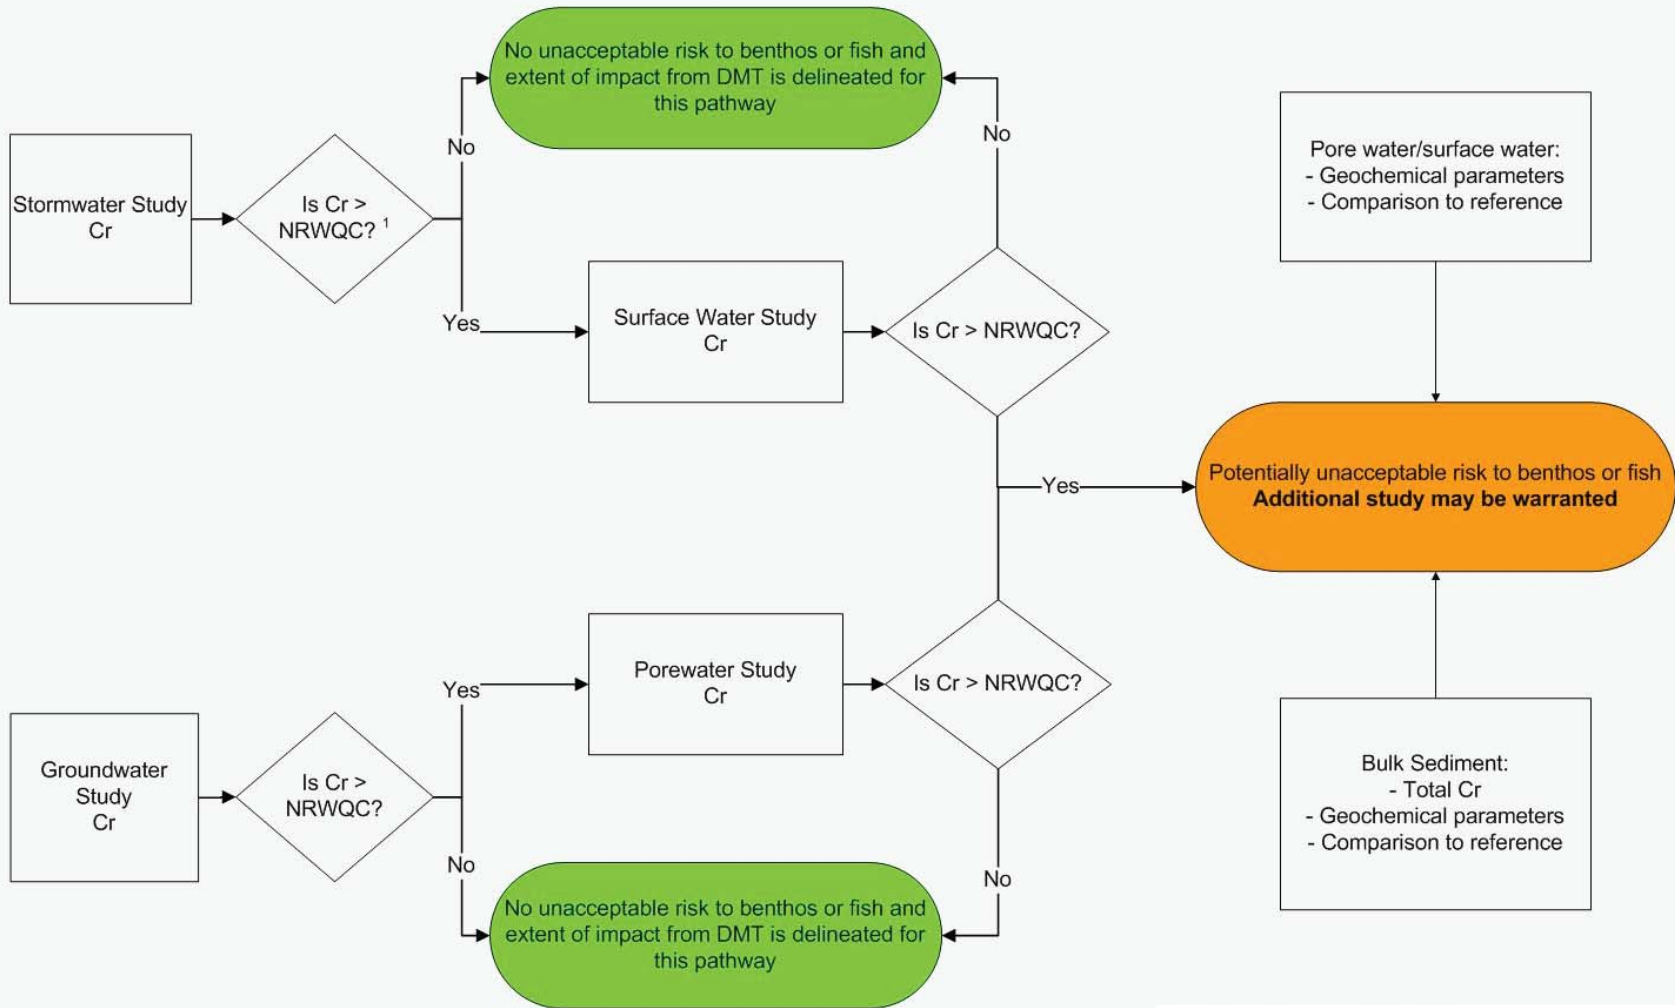 No unacceptable risk to benthos or fish and
extent of impact from DMT is delineated for
this pathway
No
No
Stormwater Study
Cr
Is Cr >
NRWQC? 1
Pore water/surface water:
- Geochemical parameters
- Comparison to reference
Yes
Surface Water Study
Cr
Is Cr > NRWQC?
Yes
Potentially unacceptable risk to benthos or fish
Additional study may be warranted
Yes
Porewater Study
Cr
Is Cr > NRWQC?
Groundwater
Study
Cr
Is Cr >
NRWQC?
Bulk Sediment:
- Total Cr
- Geochemical parameters
- Comparison to reference
No
No
No unacceptable risk to benthos or fish and
extent of impact from DMT is delineated for
this pathway